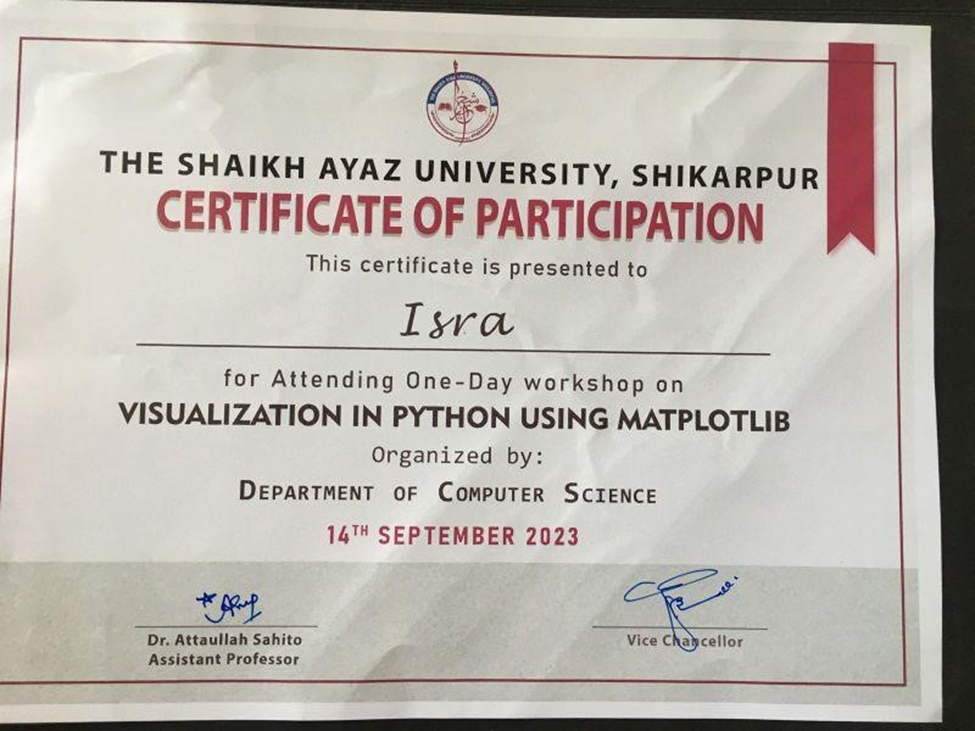 THE SHAIKH AYAZ UNIVERSITY, SHIKARPUR
CERTIFICATE OF PARTICIPATION
This certificate is presented to
Isra
for Attending One-Day workshop on
VISUALIZATION IN PYTHON USING MATPLOTLIB
Organized by:
DEPARTMENT OF COMPUTER SCIENCE
14TH SEPTEMBER 2023
Dr. Attaullah Sahito
Assistant Professor
Vice Chancellor